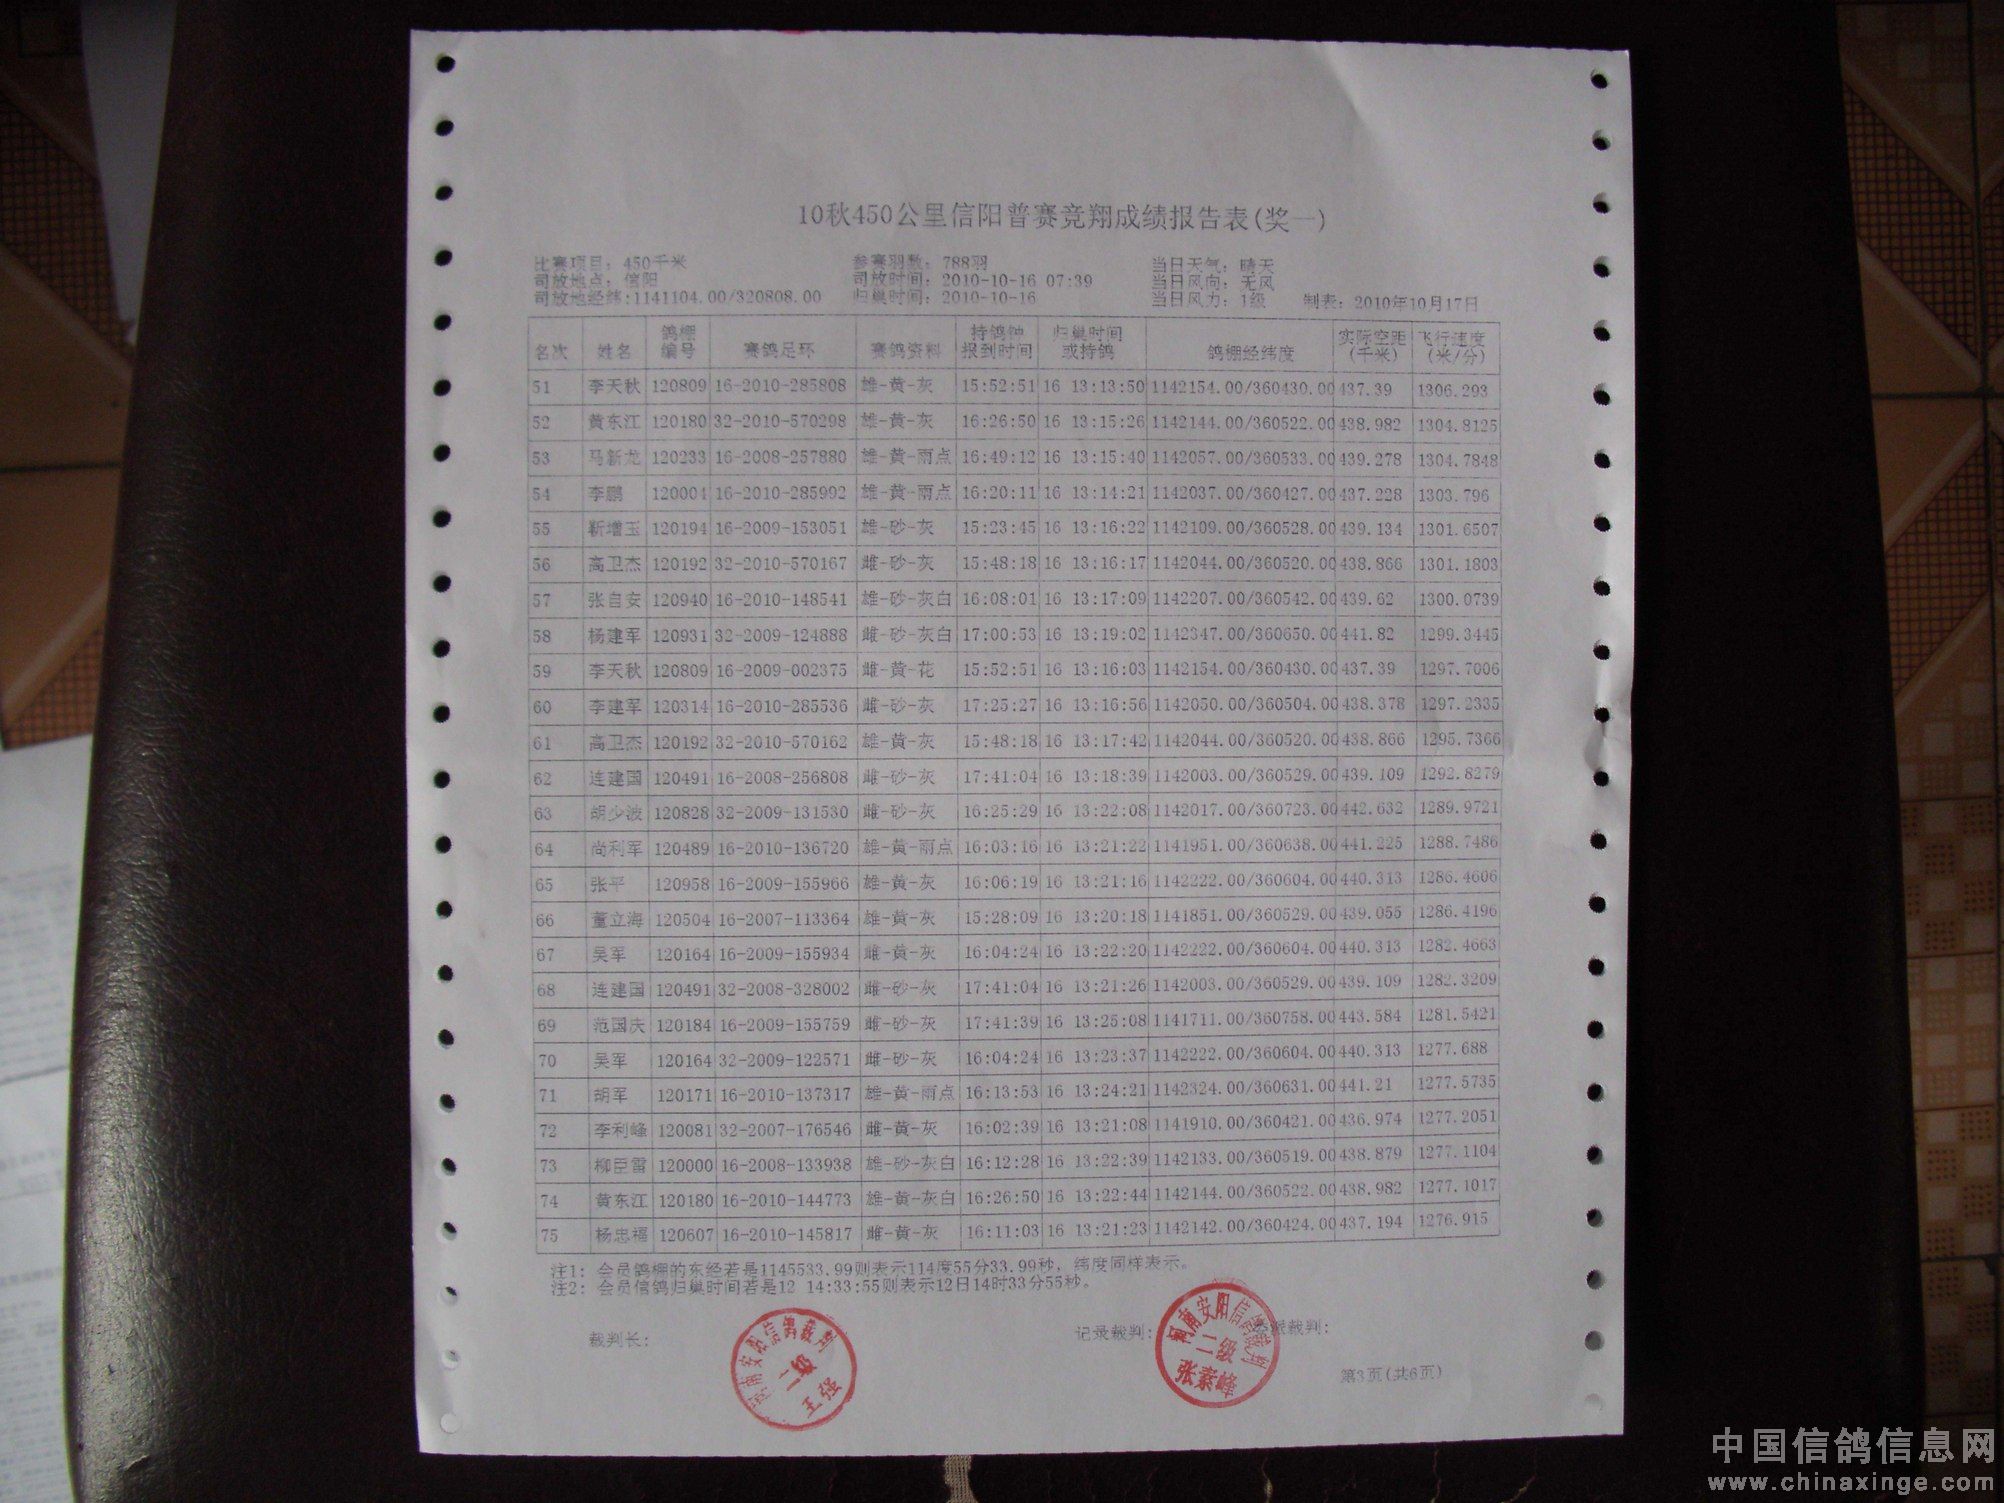 10秋450公里信阳普赛竞翔成绩报告表(奖一)
比赛项目: 450千米 参赛羽数: 788羽 当日天气: 晴天
司放地点: 信阳 司放时间: 2010-10-16 07:39 当日风向: 无风
司放地经纬:1141104.00/320808.00 归巢时间: 2010-10-16 当日风力: 1级 制表: 2010年10月17日
名次 姓名 鸽棚编号 赛鸽足环 赛鸽资料 持鸽钟报到时间 归巢时间或持鸽 鸽棚经纬度 实际空距(千米) 飞行速度(米/分)
51 李天秋 120809 16-2010-285808 雄-黄-灰 15:52:51 16 13:13:50 1142154.00/360430.00 437.39 1306.293
52 黄东江 120180 32-2010-570298 雄-黄-灰 16:26:50 16 13:15:26 1142144.00/360522.00 438.982 1304.8125
53 马新龙 120233 16-2008-257880 雄-黄-雨点 16:49:12 16 13:15:40 1142057.00/360533.00 439.278 1304.7848
54 李鹏 120004 16-2010-285992 雄-黄-雨点 16:20:11 16 13:14:21 1142037.00/360427.00 437.228 1303.796
55 靳增玉 120194 16-2009-153051 雄-砂-灰 15:23:45 16 13:16:22 1142109.00/360528.00 439.134 1301.6507
56 高卫杰 120192 32-2010-570167 雌-砂-灰 15:48:18 16 13:16:17 1142044.00/360520.00 438.866 1301.1803
57 张自安 120940 16-2010-148541 雄-砂-灰白 16:08:01 16 13:17:09 1142207.00/360542.00 439.62 1300.0739
58 杨建军 120931 32-2009-124888 雌-砂-灰白 17:00:53 16 13:19:02 1142347.00/360650.00 441.82 1299.3445
59 李天秋 120809 16-2009-002375 雌-黄-花 15:52:51 16 13:16:03 1142154.00/360430.00 437.39 1297.7006
60 李建军 120314 16-2010-285536 雌-砂-灰 17:25:27 16 13:16:56 1142050.00/360504.00 438.378 1297.2335
61 高卫杰 120192 32-2010-570162 雄-黄-灰 15:48:18 16 13:17:42 1142044.00/360520.00 438.866 1295.7366
62 连建国 120491 16-2008-256808 雌-砂-灰 17:41:04 16 13:18:39 1142003.00/360529.00 439.109 1292.8279
63 胡少波 120828 32-2009-131530 雌-砂-灰 16:25:29 16 13:22:08 1142017.00/360723.00 442.632 1289.9721
64 尚利军 120489 16-2010-136720 雄-黄-雨点 16:03:16 16 13:21:22 1141951.00/360638.00 441.225 1288.7486
65 张平 120958 16-2009-155966 雄-黄-灰 16:06:19 16 13:21:16 1142222.00/360604.00 440.313 1286.4606
66 董立海 120504 16-2007-113364 雄-黄-灰 15:28:09 16 13:20:18 1141851.00/360529.00 439.055 1286.4196
67 吴军 120164 16-2009-155934 雌-黄-灰 16:04:24 16 13:22:20 1142222.00/360604.00 440.313 1282.4663
68 连建国 120491 32-2008-328002 雌-砂-灰 17:41:04 16 13:21:26 1142003.00/360529.00 439.109 1282.3209
69 范国庆 120184 16-2009-155759 雌-砂-灰 17:41:39 16 13:25:08 1141711.00/360758.00 443.584 1281.5421
70 吴军 120164 32-2009-122571 雌-砂-灰 16:04:24 16 13:23:37 1142222.00/360604.00 440.313 1277.688
71 胡军 120171 16-2010-137317 雄-黄-雨点 16:13:53 16 13:24:21 1142324.00/360631.00 441.21 1277.5735
72 李利峰 120081 32-2007-176546 雌-黄-灰 16:02:39 16 13:21:08 1141910.00/360421.00 436.974 1277.2051
73 柳臣雷 120000 16-2008-133938 雄-砂-灰白 16:12:28 16 13:22:39 1142133.00/360519.00 438.879 1277.1104
74 黄东江 120180 16-2010-144773 雄-黄-灰白 16:26:50 16 13:22:44 1142144.00/360522.00 438.982 1277.1017
75 杨忠福 120607 16-2010-145817 雌-黄-灰 16:11:03 16 13:21:23 1142142.00/360424.00 437.194 1276.915
注1: 会员鸽棚的东经若是1145533.99则表示114度55分33.99秒, 纬度同样表示。
注2: 会员信鸽归巢时间若是12 14:33:55则表示12日14时33分55秒。
裁判长: 记录裁判: 委派裁判:
河南安阳信鸽裁判 二级 王强
河南安阳信鸽裁判 二级 张素峰
第3页(共6页)
中国信鸽信息网
www.chinaxinge.com